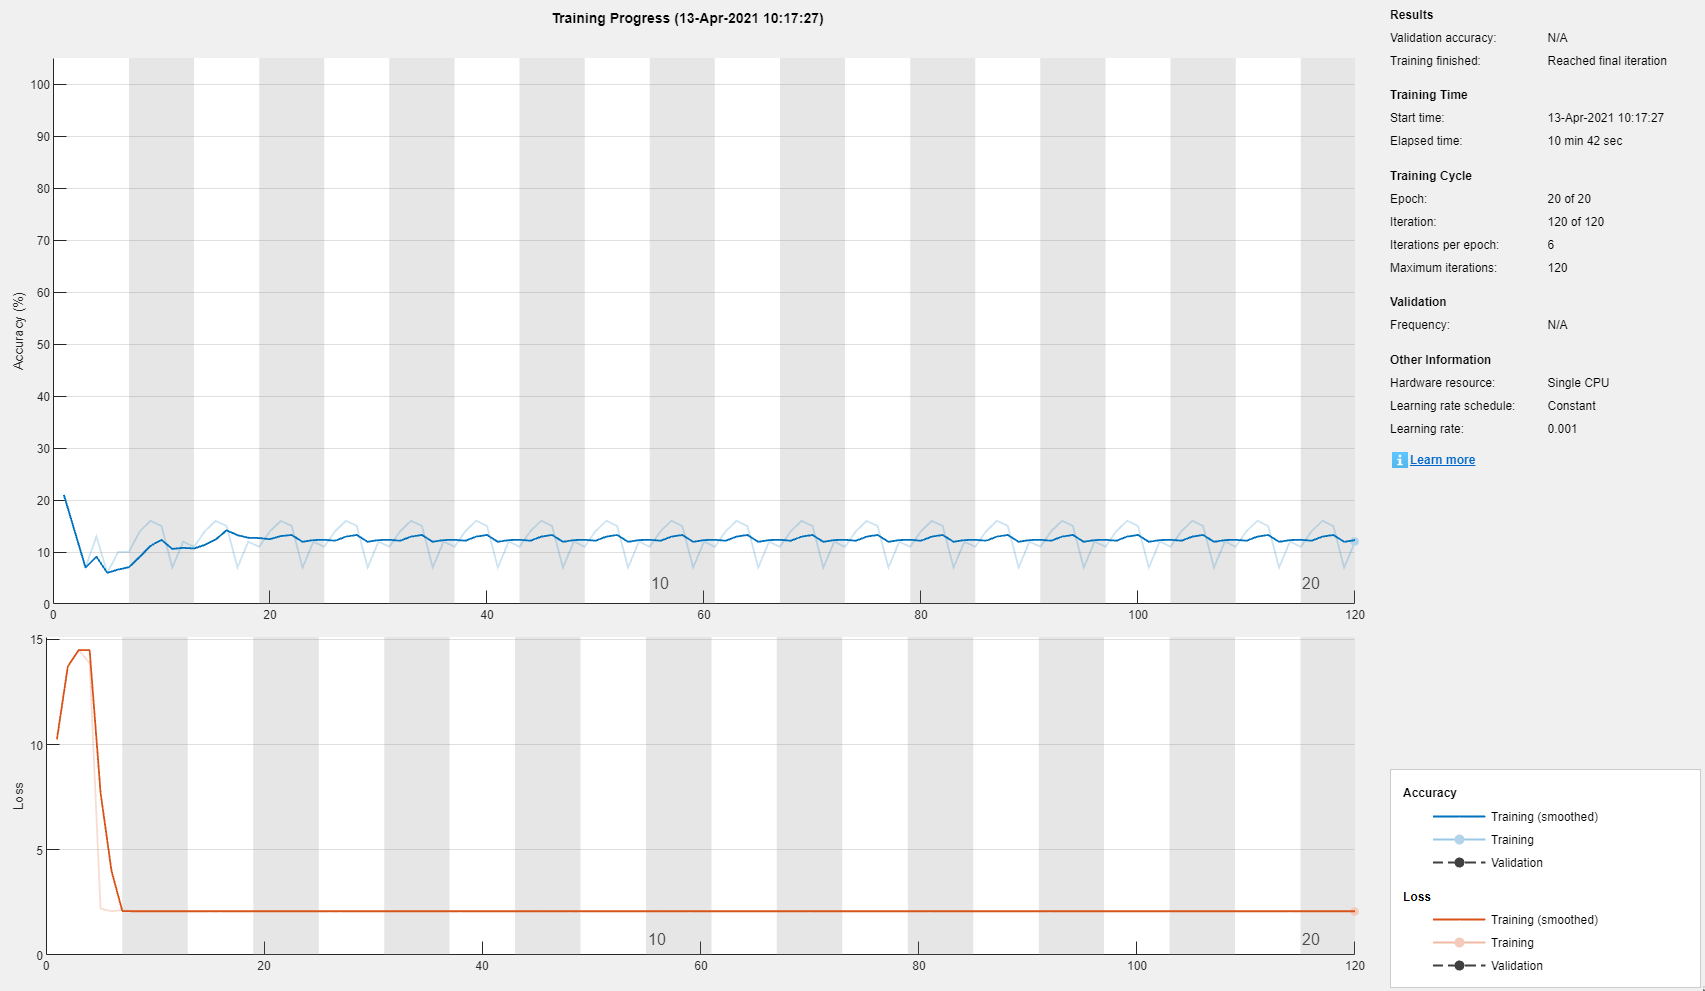 Training Progress (13-Apr-2021 10:17:27)
100
90
80
70
60
50
40
30
20
10
0
Accuracy (%)
10
20
0
20
40
60
80
100
120
15
10
5
0
Loss
10
20
0
20
40
60
80
100
120
Results
Validation accuracy: N/A
Training finished: Reached final iteration
Training Time
Start time: 13-Apr-2021 10:17:27
Elapsed time: 10 min 42 sec
Training Cycle
Epoch: 20 of 20
Iteration: 120 of 120
Iterations per epoch: 6
Maximum iterations: 120
Validation
Frequency: N/A
Other Information
Hardware resource: Single CPU
Learning rate schedule: Constant
Learning rate: 0.001
i Learn more
Accuracy
Training (smoothed)
Training
Validation
Loss
Training (smoothed)
Training
Validation